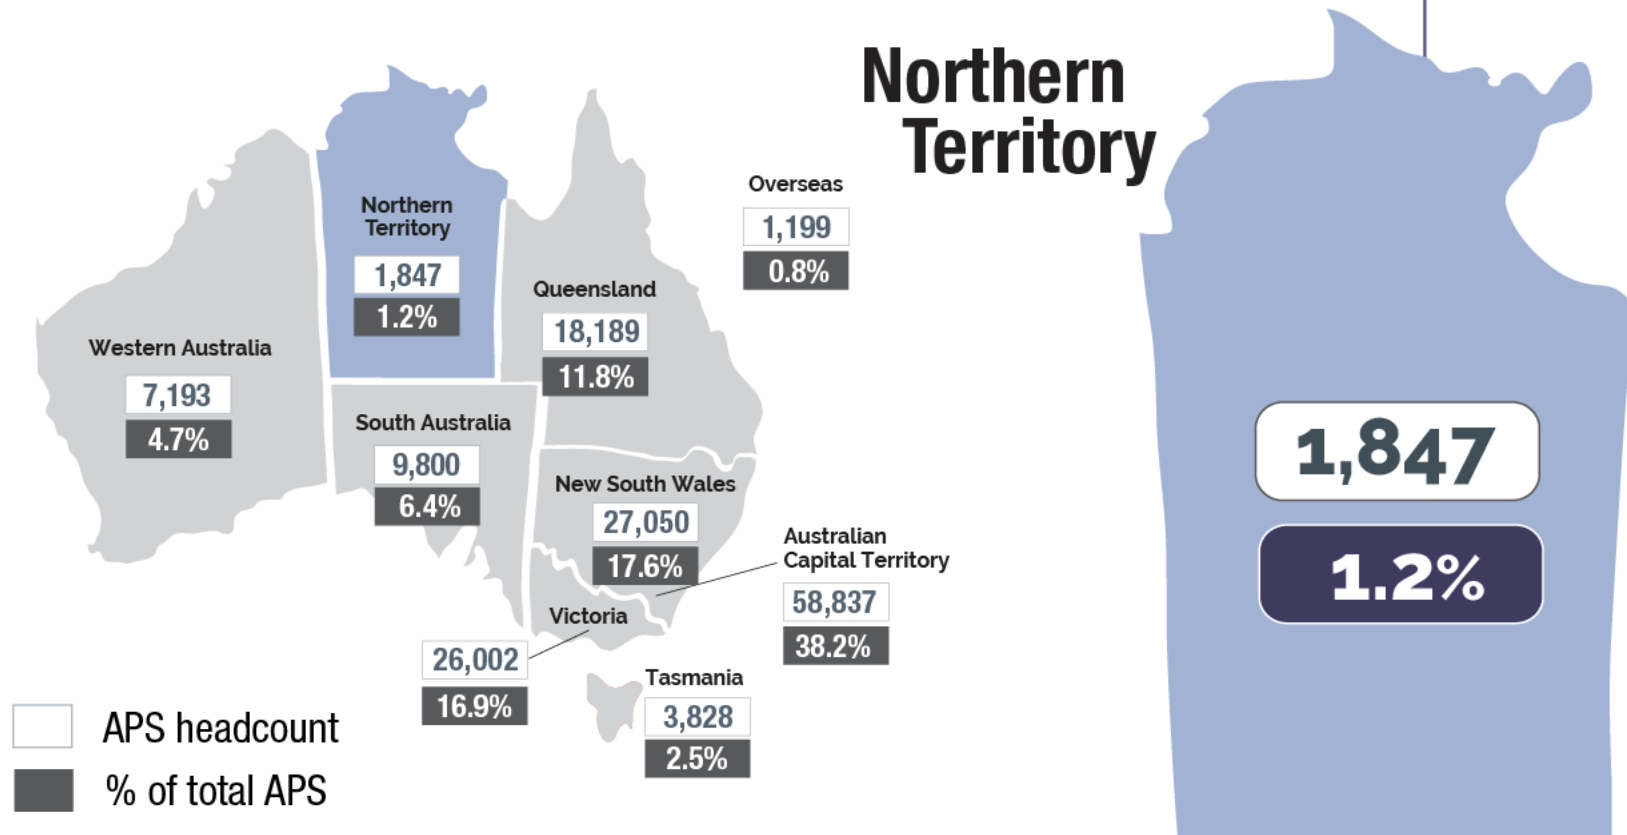 Northern
Territory
Northern
Territory
1,847
1.2%
Overseas
1,199
0.8%
Queensland
18,189
11.8%
Western Australia
7,193
4.7%
South Australia
9,800
6.4%
New South Wales
27,050
17.6%
Australian
Capital Territory
58,837
38.2%
Victoria
26,002
16.9%
Tasmania
3,828
2.5%
APS headcount
% of total APS
1,847
1.2%